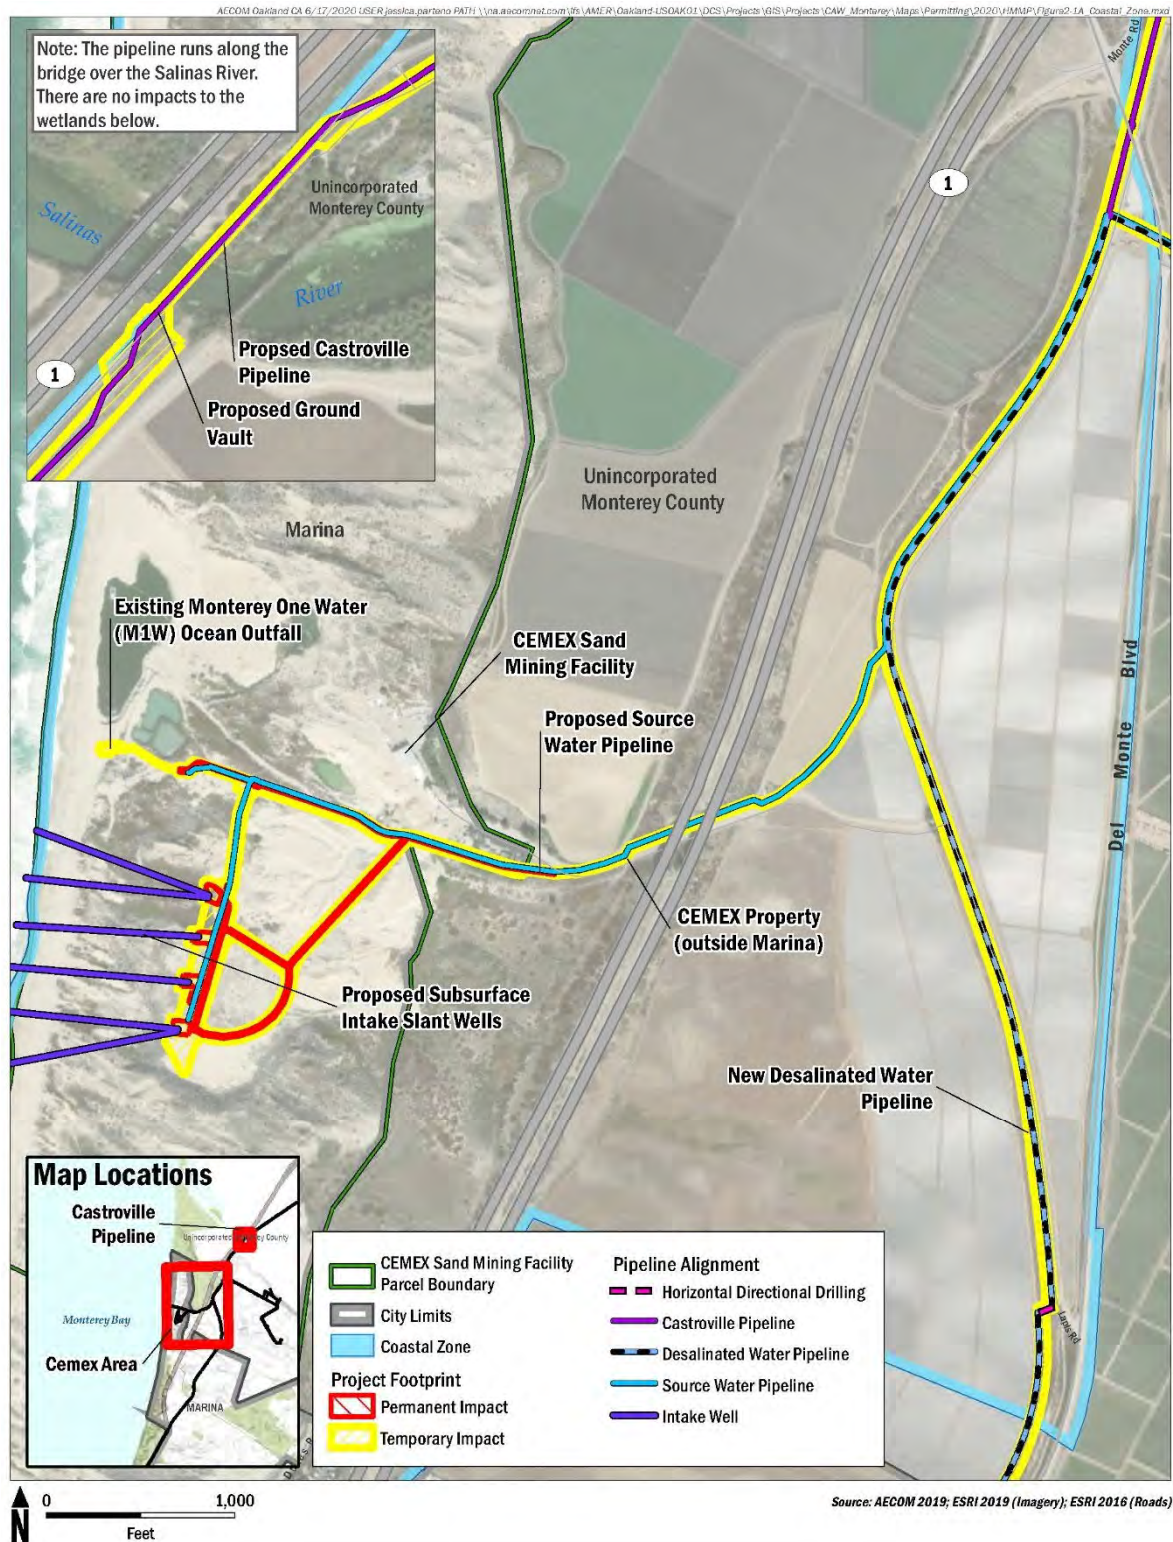 AECOM Oakland CA 6/17/2020 USER jessica.parteno PATH \\na.aecomnet.com\lfs\AMER\Oakland-USOAK01\DCS\Projects\GIS\Projects\CAW_Monterey\Maps\Permitting\2020\HMMP\Figure2-1A_Coastal_Zone.mxd
Note: The pipeline runs along the
bridge over the Salinas River.
There are no impacts to the
wetlands below.
Monte Rd
Unincorporated
Monterey County
1
Salinas
River
Propsed Castroville
Pipeline
1
Proposed Ground
Vault
Unincorporated
Monterey County
Marina
Existing Monterey One Water
(M1W) Ocean Outfall
CEMEX Sand
Mining Facility
Del Monte Blvd
Proposed Source
Water Pipeline
CEMEX Property
(outside Marina)
Proposed Subsurface
Intake Slant Wells
New Desalinated Water
Pipeline
Map Locations
Castroville
Pipeline
Monterey Bay
Cemex Area
MARINA
CEMEX Sand Mining Facility
Parcel Boundary
City Limits
Coastal Zone
Project Footprint
Permanent Impact
Temporary Impact
Pipeline Alignment
Horizontal Directional Drilling
Castroville Pipeline
Desalinated Water Pipeline
Source Water Pipeline
Intake Well
Lapis Rd
N
0 1,000
Feet
Source: AECOM 2019; ESRI 2019 (Imagery); ESRI 2016 (Roads)